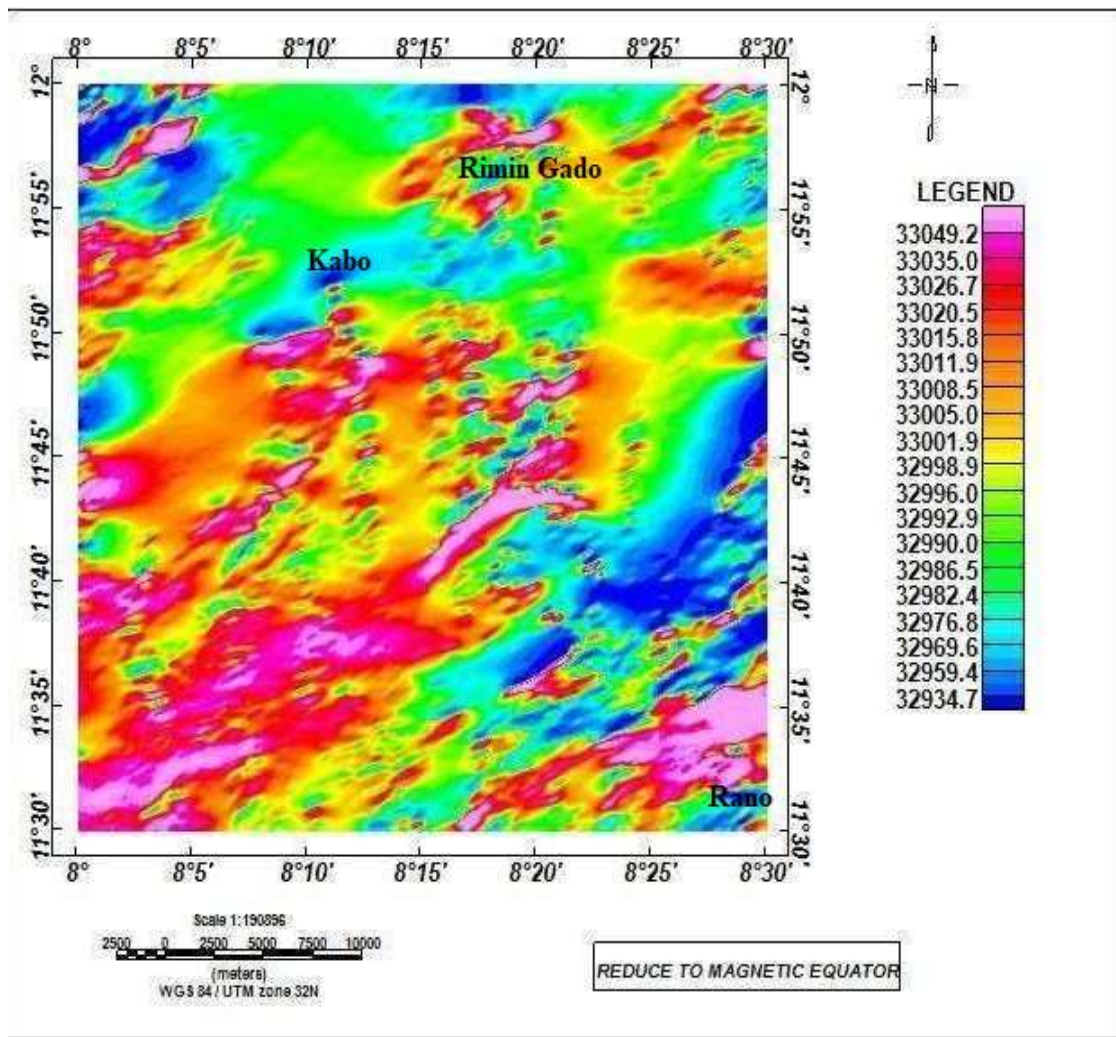 8° 8°5' 8°10' 8°15' 8°20' 8°25' 8°30'
12° 12°
N
Rimin Gado
11°55' 11°55'
LEGEND
33049.2
33035.0
33026.7
33020.5
33015.8
33011.9
33008.5
33005.0
33001.9
32998.9
32996.0
32992.9
32990.0
32986.5
32982.4
32976.8
32969.6
32959.4
32934.7
Kabo
11°50' 11°50'
11°45' 11°45'
11°40' 11°40'
11°35' 11°35'
Rano
11°30' 11°30'
8° 8°5' 8°10' 8°15' 8°20' 8°25' 8°30'
Scale 1:190896
2500 0 2500 5000 7500 10000
(meters)
WGS 84 / UTM zone 32N
REDUCE TO MAGNETIC EQUATOR